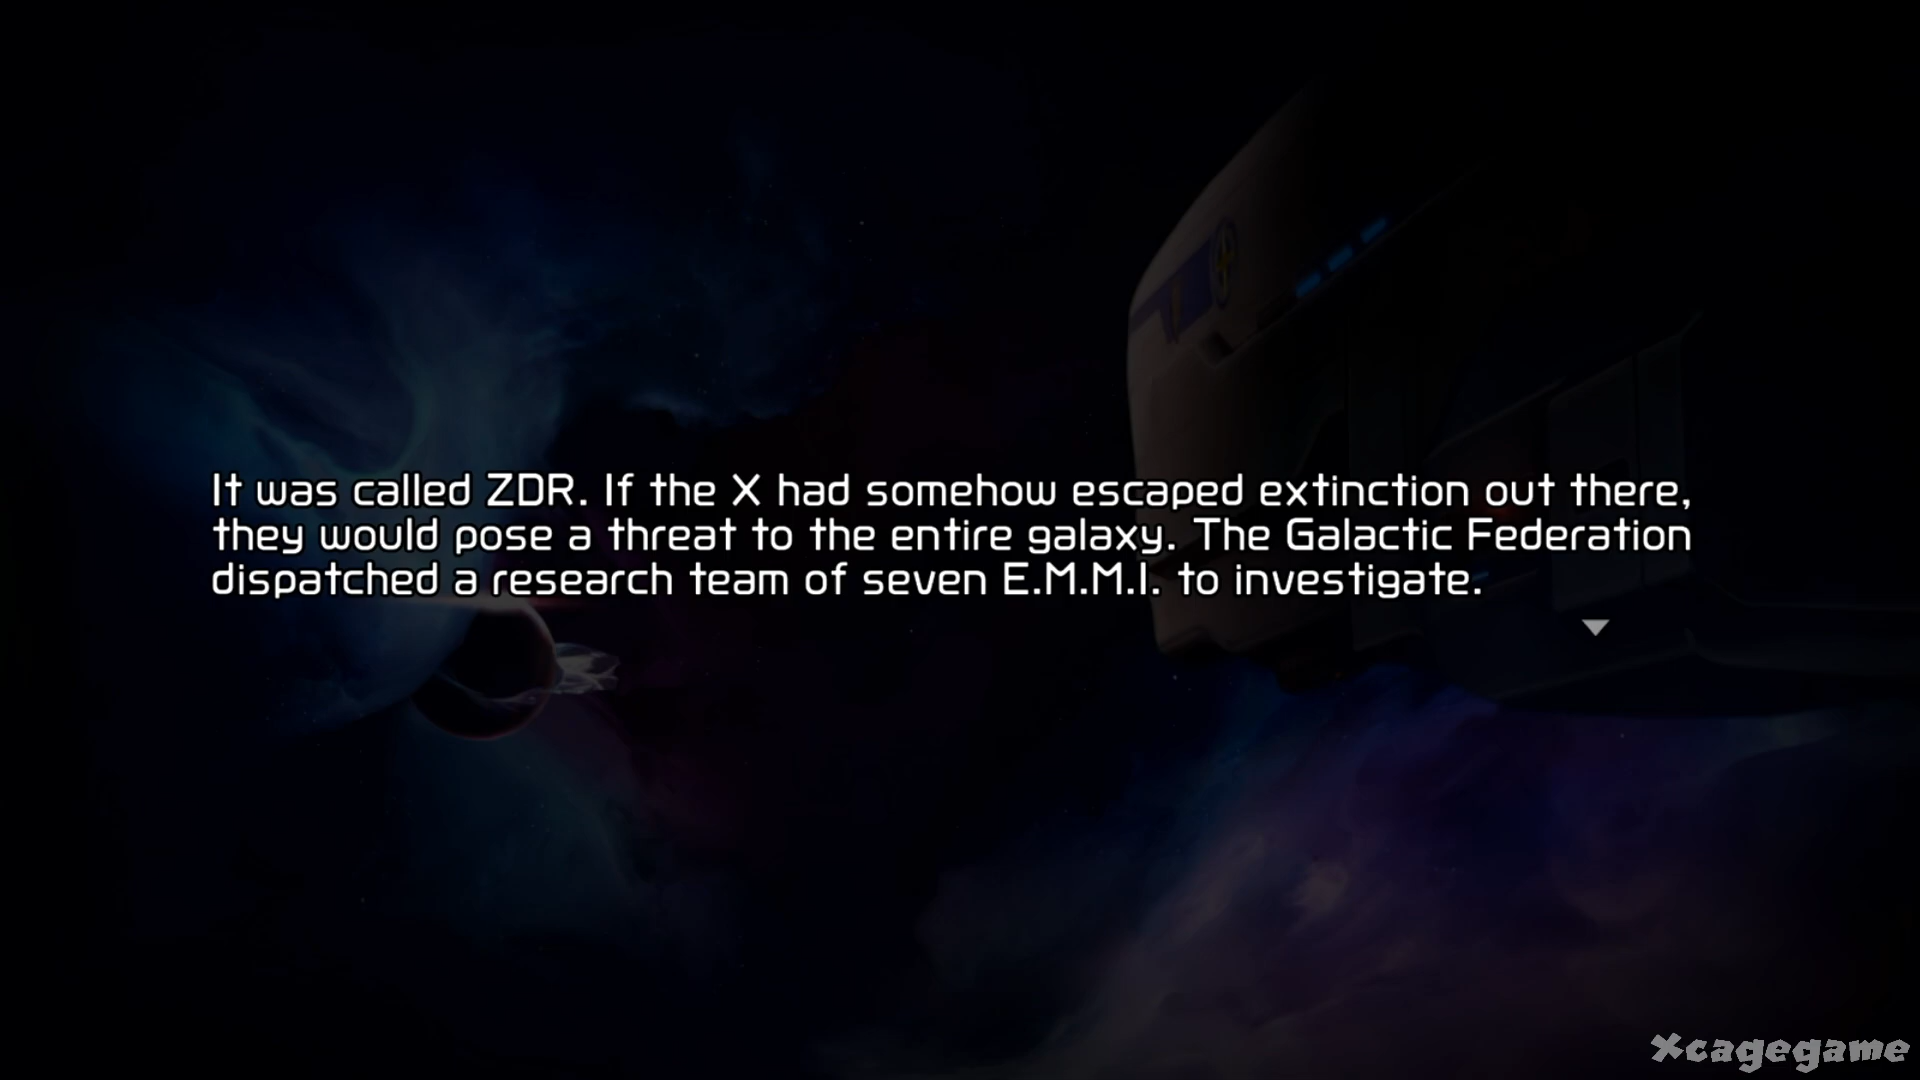 It was called ZDR. If the X had somehow escaped extinction out there,
they would pose a threat to the entire galaxy. The Galactic Federation
dispatched a research team of seven E.M.M.I. to investigate.
Xcagegame